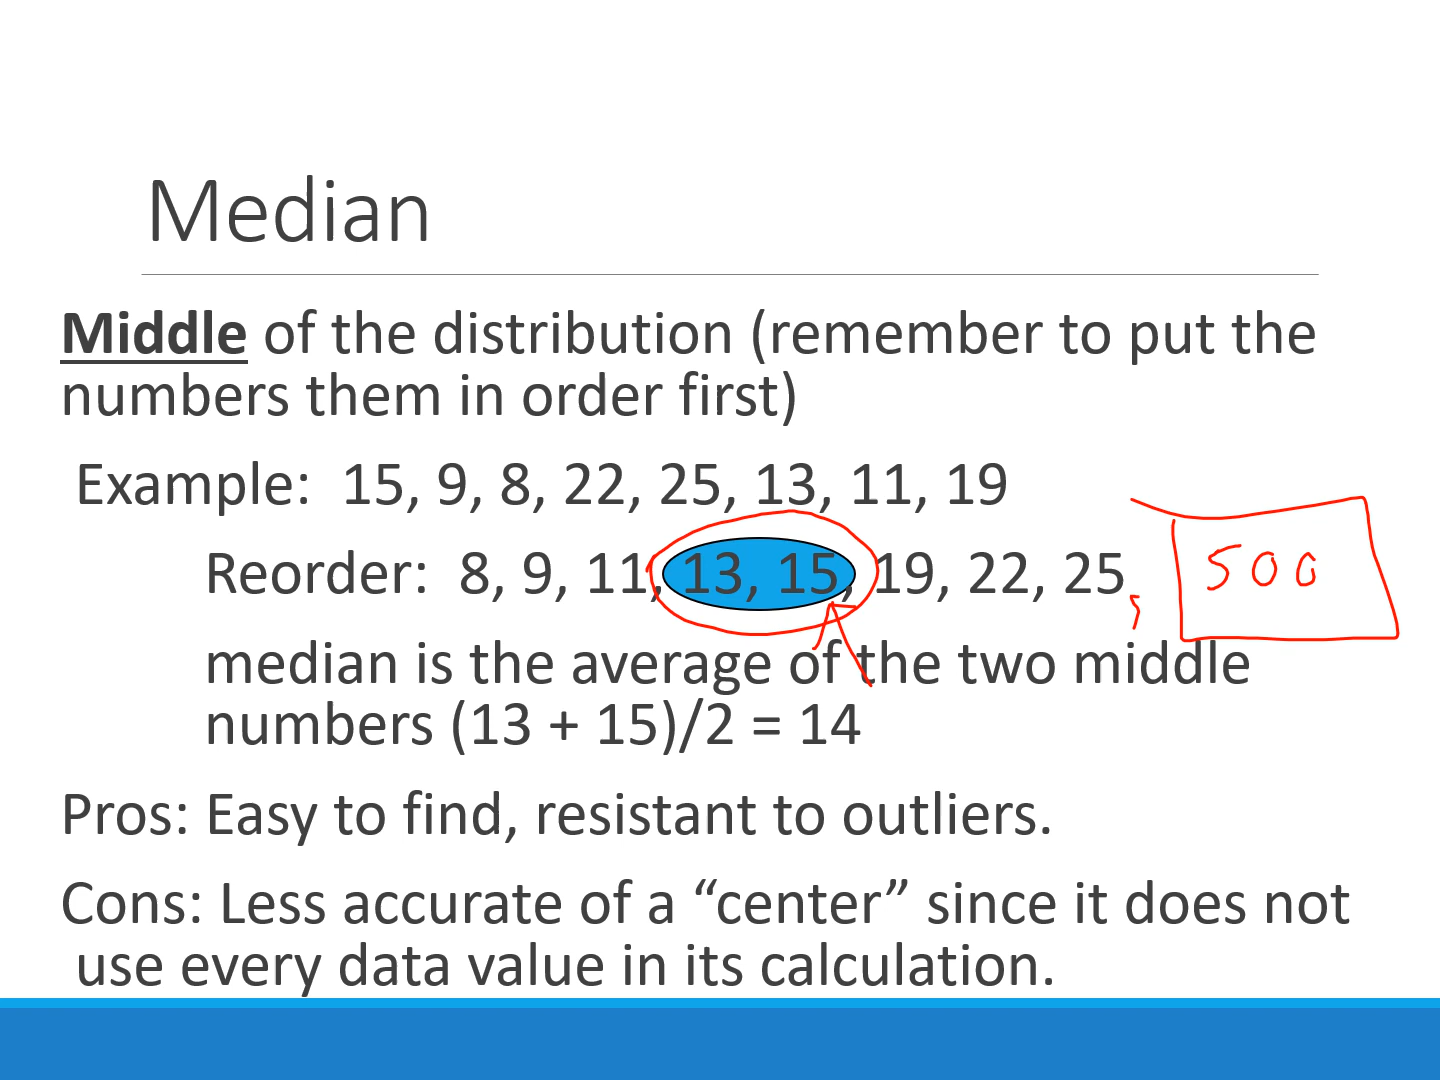 Median
Middle of the distribution (remember to put the
numbers them in order first)
Example: 15, 9, 8, 22, 25, 13, 11, 19
Reorder: 8, 9, 11, 13, 15, 19, 22, 25, 500
median is the average of the two middle
numbers (13 + 15)/2 = 14
Pros: Easy to find, resistant to outliers.
Cons: Less accurate of a “center” since it does not
use every data value in its calculation.